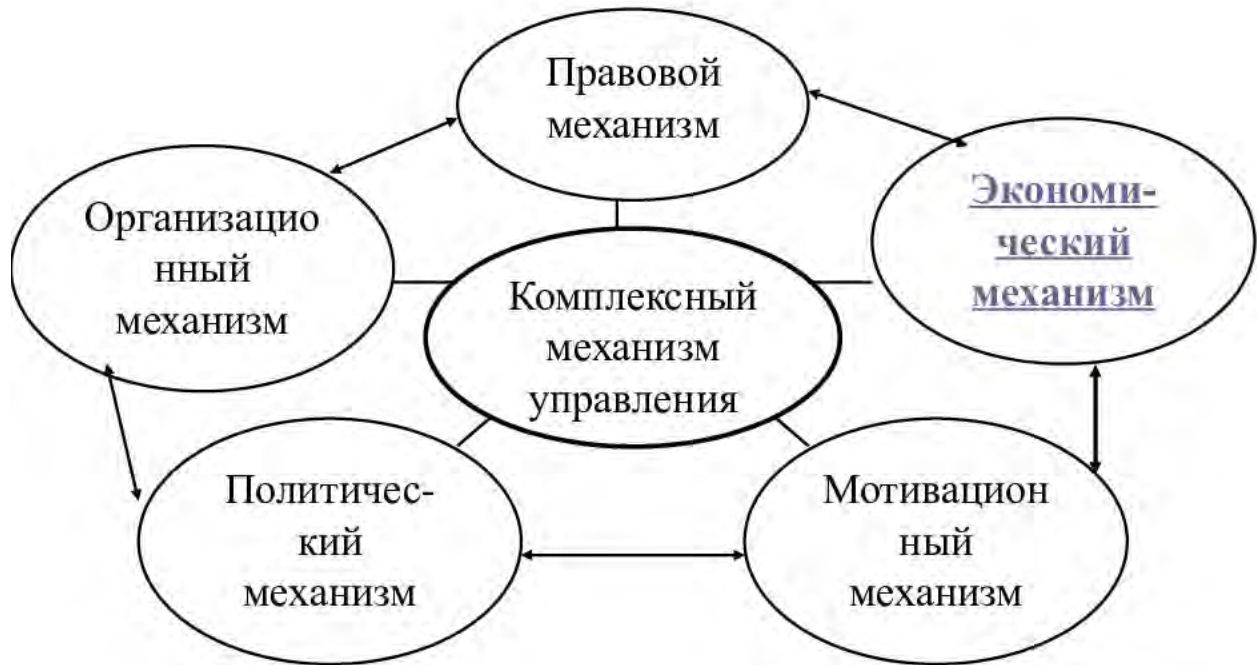 Правовой
механизм
Организацио
нный
механизм
Экономи-
ческий
механизм
Комплексный
механизм
управления
Политичес-
кий
механизм
Мотивацион
ный
механизм